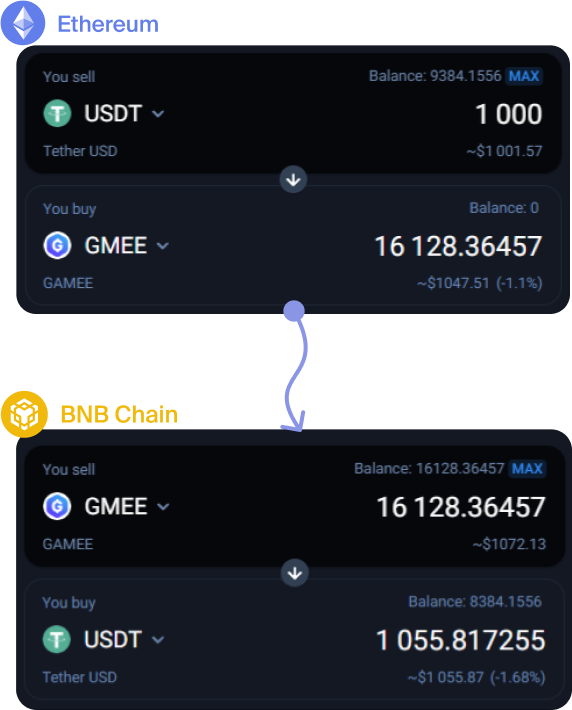 Ethereum
You sell Balance: 9384.1556 MAX
USDT 1 000
Tether USD ~$1 001.57
You buy Balance: 0
GMEE 16 128.36457
GAMEE ~$1047.51 (-1.1%)
BNB Chain
You sell Balance: 16128.36457 MAX
GMEE 16 128.36457
GAMEE ~$1072.13
You buy Balance: 8384.1556
USDT 1 055.817255
Tether USD ~$1 055.87 (-1.68%)